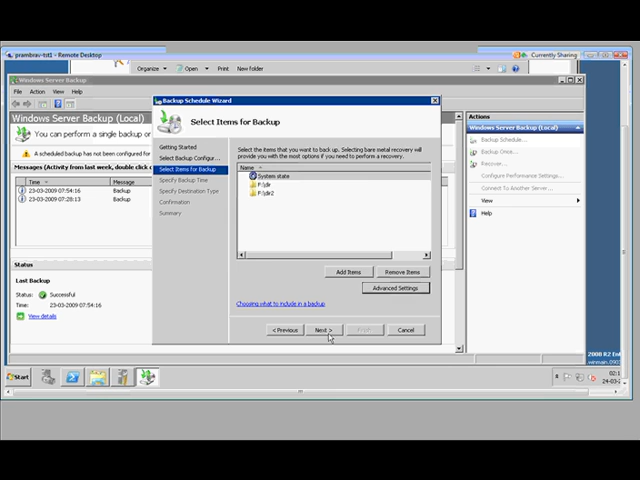 prambrav-tst1 - Remote Desktop
Currently Sharing
Organize
Open
Print
New folder
Windows Server Backup
File Action View Help
Windows Server Backup (Local)
You can perform a single backup or
A scheduled backup has not been configured for
Messages (Activity from last week, double click o
Time
Message
23-03-2009 07:54:16
Backup
23-03-2009 07:28:13
Backup
Status
Last Backup
Status:
Successful
Time:
23-03-2009 07:54:16
View details
Backup Schedule Wizard
Select Items for Backup
Getting Started
Select Backup Configur...
Select Items for Backup
Specify Backup Time
Specify Destination Type
Confirmation
Summary
Select the items that you want to back up. Selecting bare metal recovery will
provide you with the most options if you need to perform a recovery.
Name
System state
F:\dir
F:\dir2
Add Items
Remove Items
Advanced Settings
Choosing what to include in a backup
< Previous
Next >
Cancel
Actions
Windows Server Backup (Local)
Backup Schedule...
Backup Once...
Recover...
Configure Performance Settings...
Connect To Another Server...
View
Help
2008 R2 Ent
Start
02:1
24-03-2